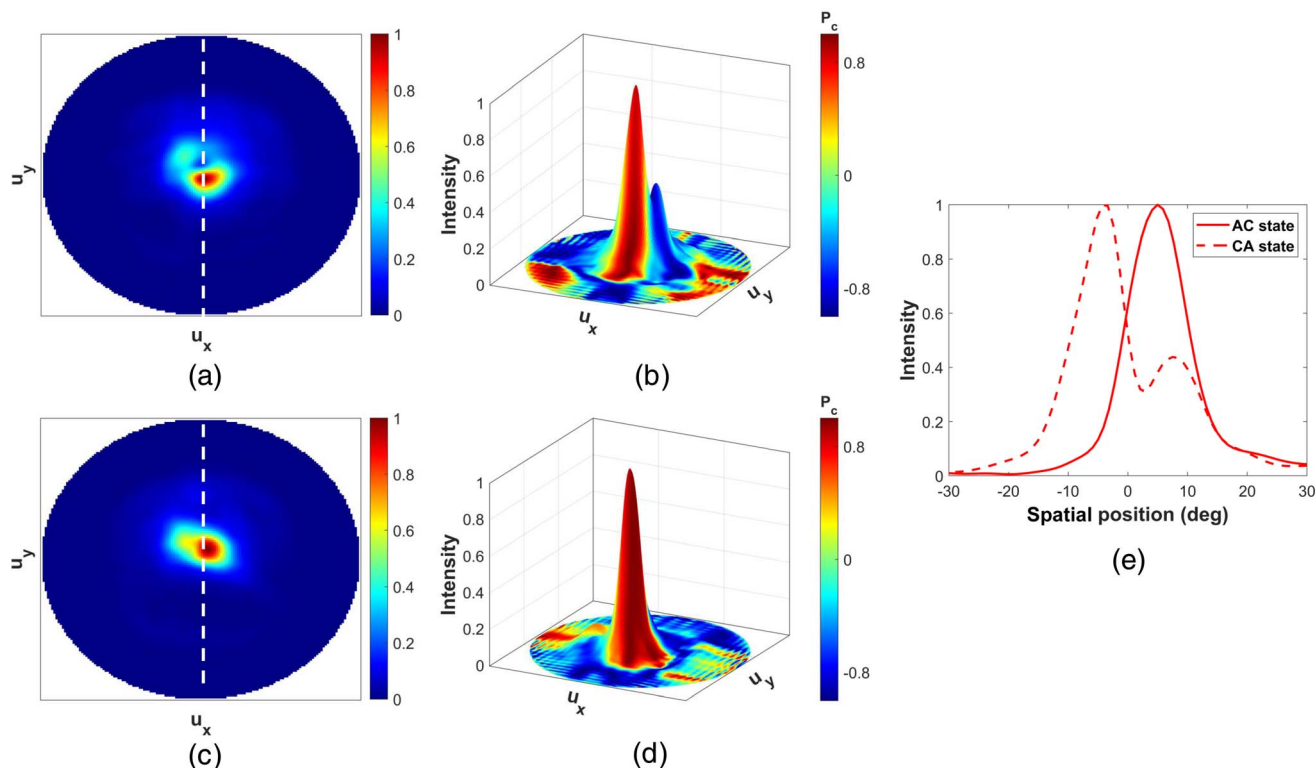 1
0.8
0.6
0.4
0.2
0
u_y
u_x
(a)
P_c
0.8
0
-0.8
1
0.8
0.6
0.4
0.2
0
Intensity
u_x
u_y
(b)
1
0.8
0.6
0.4
0.2
0
u_y
u_x
(c)
P_c
0.8
0
-0.8
1
0.8
0.6
0.4
0.2
0
Intensity
u_x
u_y
(d)
1
0.8
0.6
0.4
0.2
0
Intensity
AC state
CA state
-30 -20 -10 0 10 20 30
Spatial position (deg)
(e)